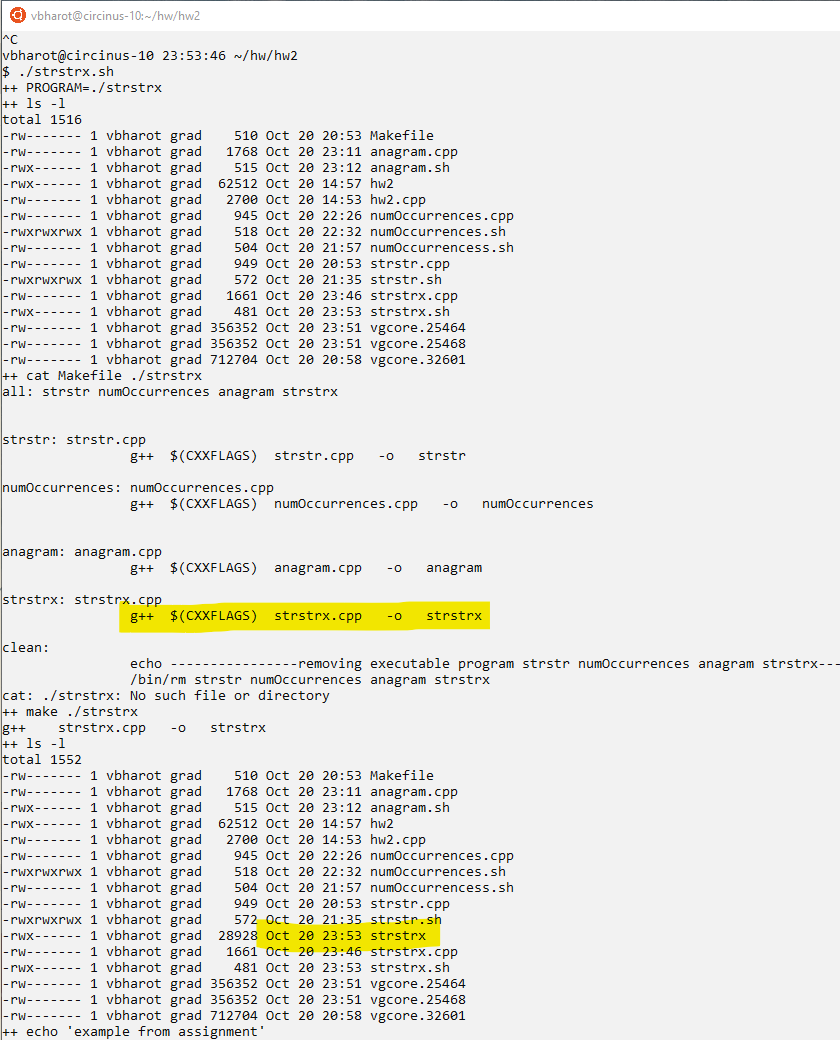 vbharot@circinus-10:~/hw/hw2
^C
vbharot@circinus-10 23:53:46 ~/hw/hw2
$ ./strstrx.sh
++ PROGRAM=./strstrx
++ ls -l
total 1516
-rw------- 1 vbharot grad    510 Oct 20 20:53 Makefile
-rw------- 1 vbharot grad   1768 Oct 20 23:11 anagram.cpp
-rwx------ 1 vbharot grad    515 Oct 20 23:12 anagram.sh
-rwx------ 1 vbharot grad  62512 Oct 20 14:57 hw2
-rw------- 1 vbharot grad   2700 Oct 20 14:53 hw2.cpp
-rw------- 1 vbharot grad    945 Oct 20 22:26 numOccurrences.cpp
-rwxrwxrwx 1 vbharot grad    518 Oct 20 22:32 numOccurrences.sh
-rw------- 1 vbharot grad    504 Oct 20 21:57 numOccurrencess.sh
-rw------- 1 vbharot grad    949 Oct 20 20:53 strstr.cpp
-rwxrwxrwx 1 vbharot grad    572 Oct 20 21:35 strstr.sh
-rw------- 1 vbharot grad   1661 Oct 20 23:46 strstrx.cpp
-rwx------ 1 vbharot grad    481 Oct 20 23:53 strstrx.sh
-rw------- 1 vbharot grad 356352 Oct 20 23:51 vgcore.25464
-rw------- 1 vbharot grad 356352 Oct 20 23:51 vgcore.25468
-rw------- 1 vbharot grad 712704 Oct 20 20:58 vgcore.32601
++ cat Makefile ./strstrx
all: strstr numOccurrences anagram strstrx
strstr: strstr.cpp
g++  $(CXXFLAGS)  strstr.cpp   -o   strstr
numOccurrences: numOccurrences.cpp
g++  $(CXXFLAGS)  numOccurrences.cpp   -o   numOccurrences
anagram: anagram.cpp
g++  $(CXXFLAGS)  anagram.cpp   -o   anagram
strstrx: strstrx.cpp
g++  $(CXXFLAGS)  strstrx.cpp   -o   strstrx
clean:
echo ----------------removing executable program strstr numOccurrences anagram strstrx---
/bin/rm strstr numOccurrences anagram strstrx
cat: ./strstrx: No such file or directory
++ make ./strstrx
g++    strstrx.cpp   -o   strstrx
++ ls -l
total 1552
-rw------- 1 vbharot grad    510 Oct 20 20:53 Makefile
-rw------- 1 vbharot grad   1768 Oct 20 23:11 anagram.cpp
-rwx------ 1 vbharot grad    515 Oct 20 23:12 anagram.sh
-rwx------ 1 vbharot grad  62512 Oct 20 14:57 hw2
-rw------- 1 vbharot grad   2700 Oct 20 14:53 hw2.cpp
-rw------- 1 vbharot grad    945 Oct 20 22:26 numOccurrences.cpp
-rwxrwxrwx 1 vbharot grad    518 Oct 20 22:32 numOccurrences.sh
-rw------- 1 vbharot grad    504 Oct 20 21:57 numOccurrencess.sh
-rw------- 1 vbharot grad    949 Oct 20 20:53 strstr.cpp
-rwxrwxrwx 1 vbharot grad    572 Oct 20 21:35 strstr.sh
-rwx------ 1 vbharot grad  28928 Oct 20 23:53 strstrx
-rw------- 1 vbharot grad   1661 Oct 20 23:46 strstrx.cpp
-rwx------ 1 vbharot grad    481 Oct 20 23:53 strstrx.sh
-rw------- 1 vbharot grad 356352 Oct 20 23:51 vgcore.25464
-rw------- 1 vbharot grad 356352 Oct 20 23:51 vgcore.25468
-rw------- 1 vbharot grad 712704 Oct 20 20:58 vgcore.32601
++ echo 'example from assignment'